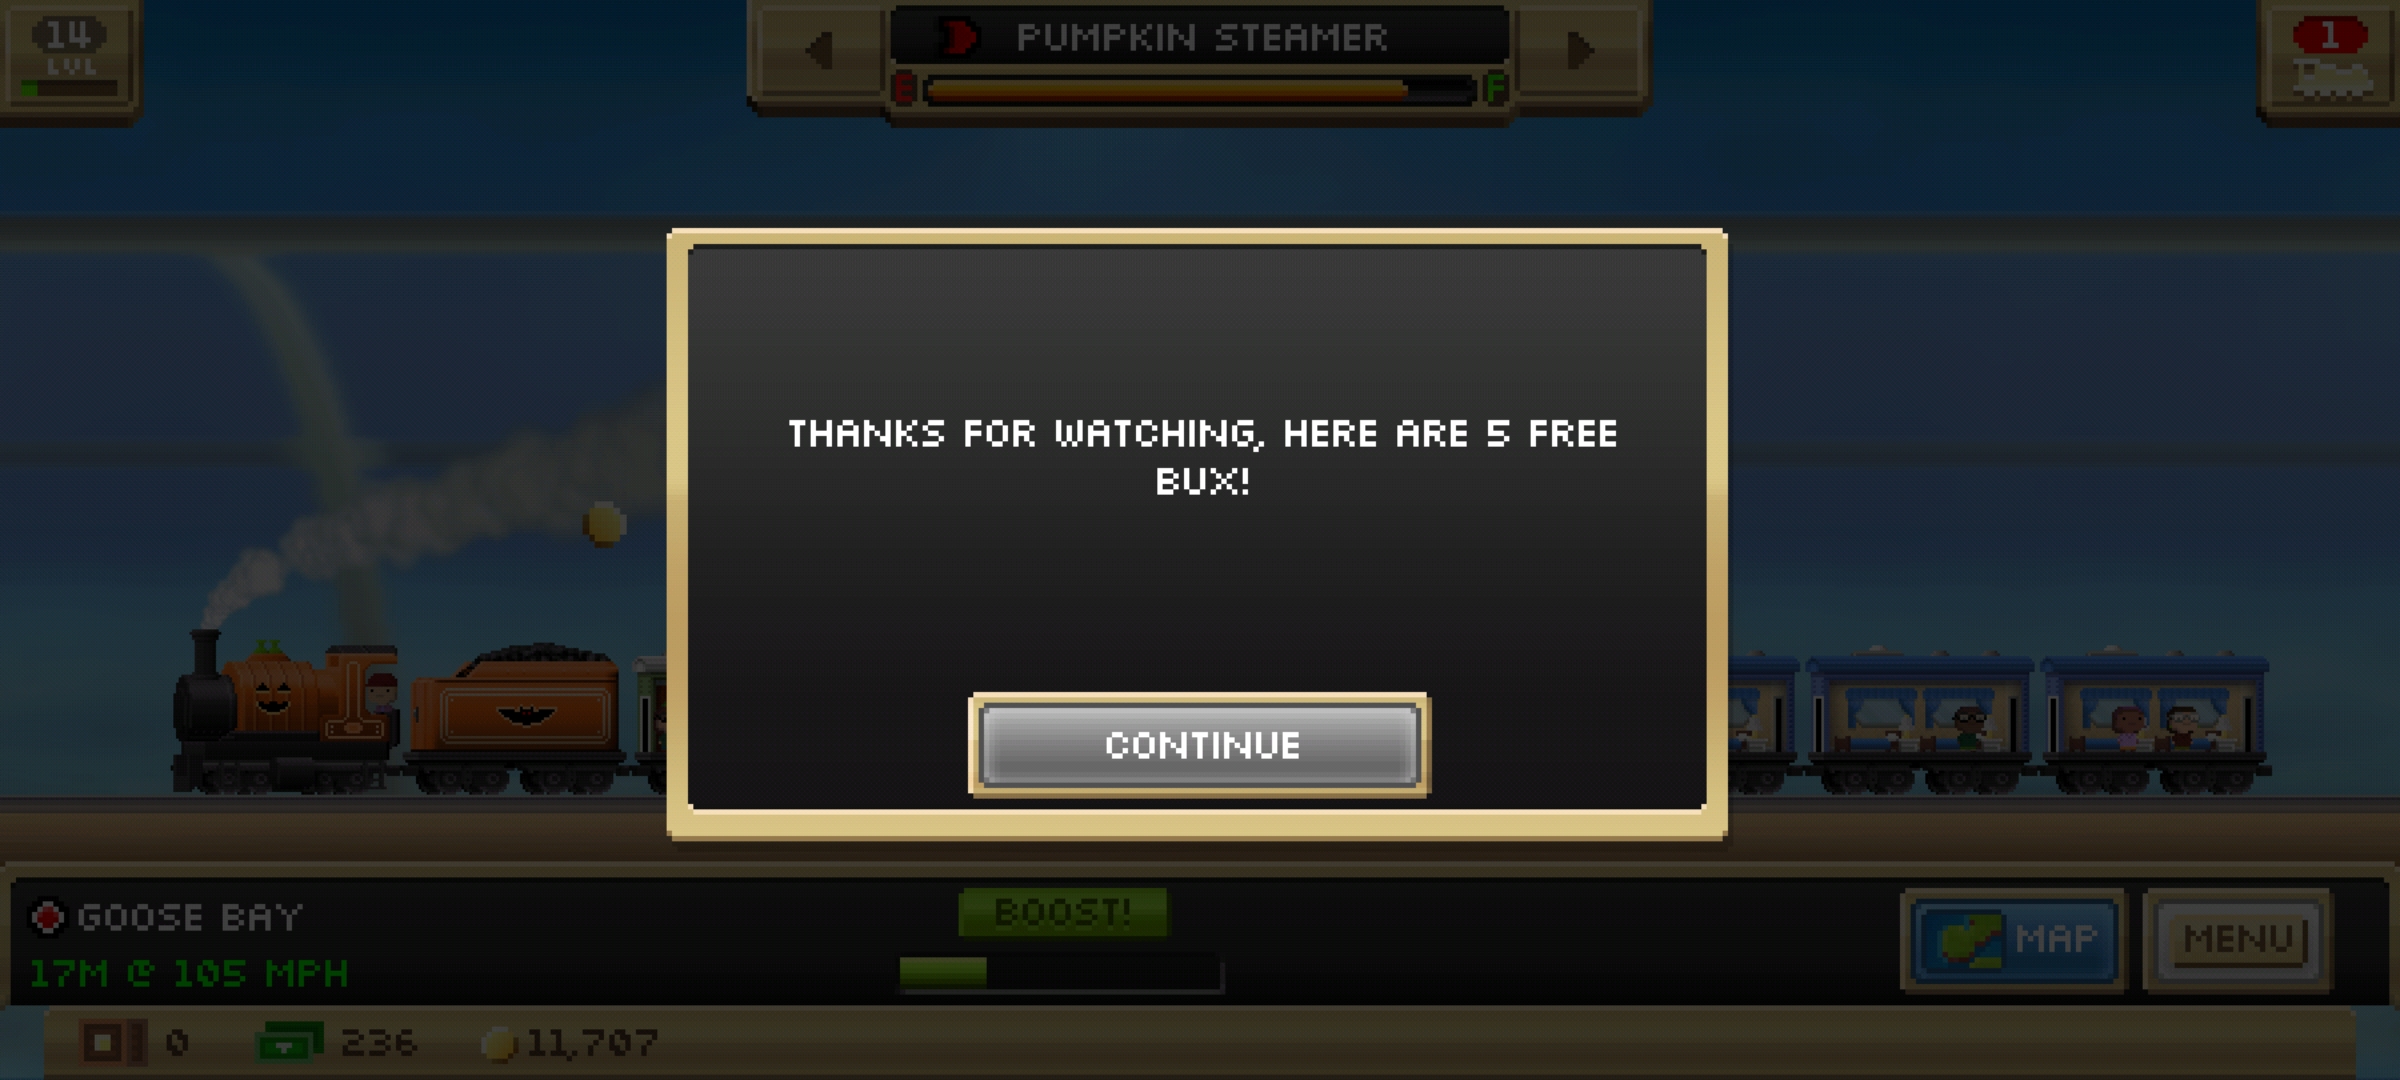 14
LVL
PUMPKIN STEAMER
E F
1
THANKS FOR WATCHING, HERE ARE 5 FREE
BUX!
CONTINUE
GOOSE BAY
17M @ 105 MPH
BOOST!
MAP
MENU
0 236 11,707